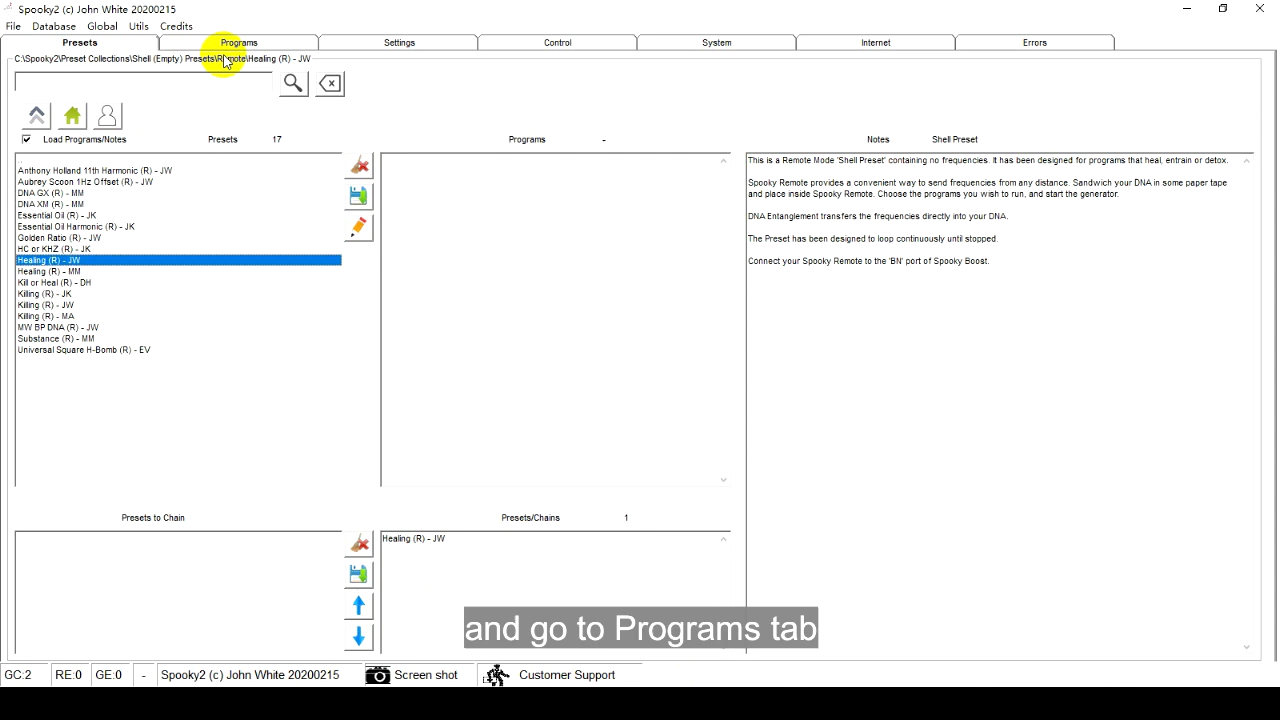 Spooky2 (c) John White 20200215
File Database Global Utils Credits
Presets Programs Settings Control System Internet Errors
C:\Spooky2\Preset Collections\Shell (Empty) Presets\Remote\Healing (R) - JW
Load Programs/Notes Presets 17 Programs - Notes Shell Preset
..
Anthony Holland 11th Harmonic (R) - JW
Aubrey Scoon 1Hz Offset (R) - JW
DNA GX (R) - MM
DNA XM (R) - MM
Essential Oil (R) - JK
Essential Oil Harmonic (R) - JK
Golden Ratio (R) - JW
HC or KHZ (R) - JK
Healing (R) - JW
Healing (R) - MM
Kill or Heal (R) - DH
Killing (R) - JK
Killing (R) - JW
Killing (R) - MA
MW BP DNA (R) - JW
Substance (R) - MM
Universal Square H-Bomb (R) - EV
This is a Remote Mode 'Shell Preset' containing no frequencies. It has been designed for programs that heal, entrain or detox.
Spooky Remote provides a convenient way to send frequencies from any distance. Sandwich your DNA in some paper tape
and place inside Spooky Remote. Choose the programs you wish to run, and start the generator.
DNA Entanglement transfers the frequencies directly into your DNA.
The Preset has been designed to loop continuously until stopped.
Connect your Spooky Remote to the 'BN' port of Spooky Boost.
Presets to Chain Presets/Chains 1
Healing (R) - JW
and go to Programs tab
GC:2 RE:0 GE:0 - Spooky2 (c) John White 20200215 Screen shot Customer Support